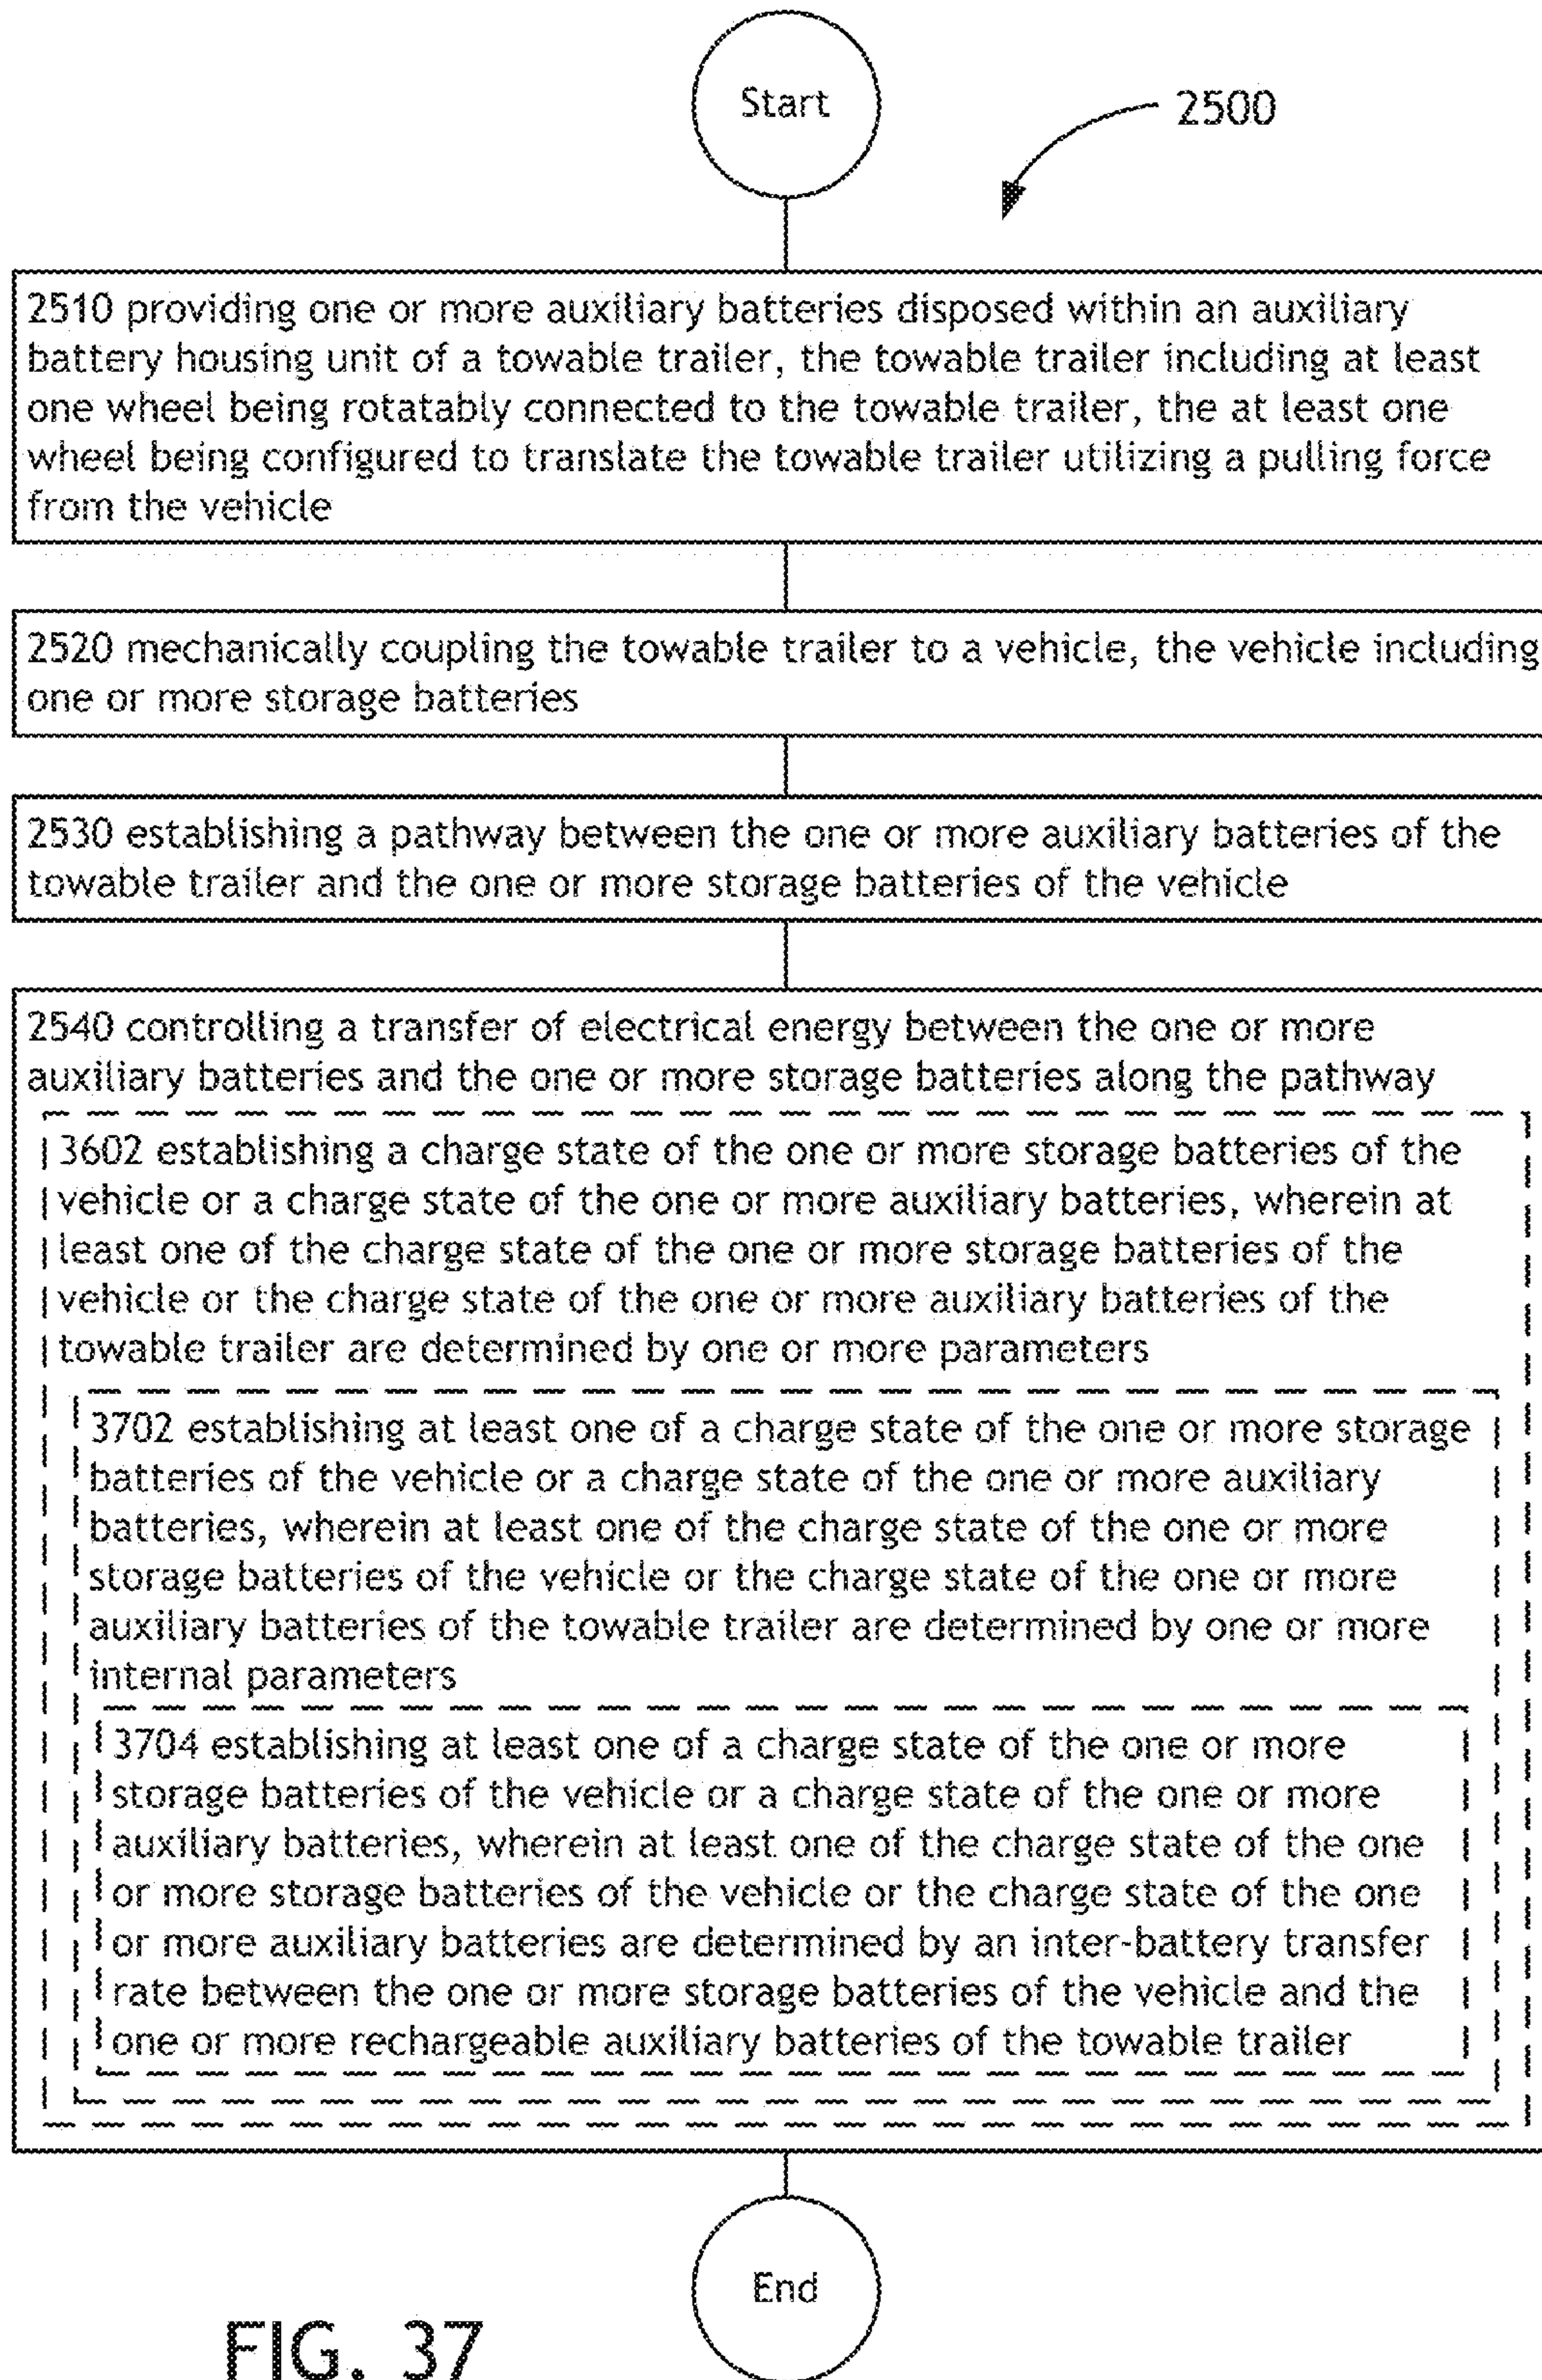 Start
2500
2510 providing one or more auxiliary batteries disposed within an auxiliary
battery housing unit of a towable trailer, the towable trailer including at least
one wheel being rotatably connected to the towable trailer, the at least one
wheel being configured to translate the towable trailer utilizing a pulling force
from the vehicle
2520 mechanically coupling the towable trailer to a vehicle, the vehicle including
one or more storage batteries
2530 establishing a pathway between the one or more auxiliary batteries of the
towable trailer and the one or more storage batteries of the vehicle
2540 controlling a transfer of electrical energy between the one or more
auxiliary batteries and the one or more storage batteries along the pathway
3602 establishing a charge state of the one or more storage batteries of the
vehicle or a charge state of the one or more auxiliary batteries, wherein at
least one of the charge state of the one or more storage batteries of the
vehicle or the charge state of the one or more auxiliary batteries of the
towable trailer are determined by one or more parameters
3702 establishing at least one of a charge state of the one or more storage
batteries of the vehicle or a charge state of the one or more auxiliary
batteries, wherein at least one of the charge state of the one or more
storage batteries of the vehicle or the charge state of the one or more
auxiliary batteries of the towable trailer are determined by one or more
internal parameters
3704 establishing at least one of a charge state of the one or more
storage batteries of the vehicle or a charge state of the one or more
auxiliary batteries, wherein at least one of the charge state of the one
or more storage batteries of the vehicle or the charge state of the one
or more auxiliary batteries are determined by an inter-battery transfer
rate between the one or more storage batteries of the vehicle and the
one or more rechargeable auxiliary batteries of the towable trailer
End
FIG. 37